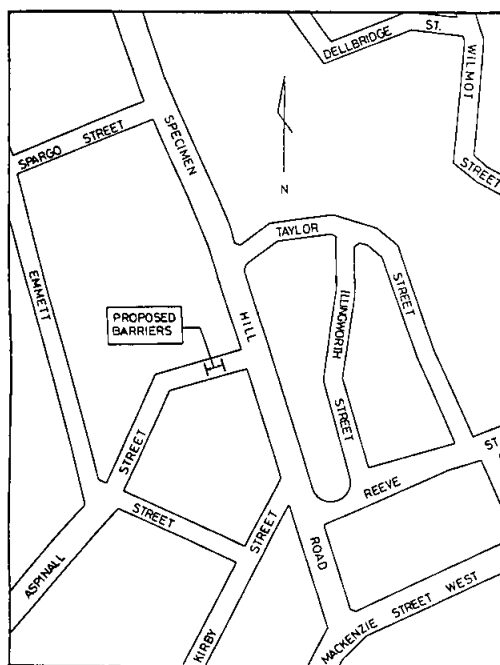 DELLBRIDGE ST.
WILMOT
STREET
SPARGO STREET
SPECIMEN
HILL
ROAD
N
TAYLOR
STREET
EMMETT
STREET
PROPOSED
BARRIERS
ILLINGWORTH
STREET
ASPINALL
STREET
REEVE
ST.
KIRBY
STREET
MACKENZIE STREET WEST